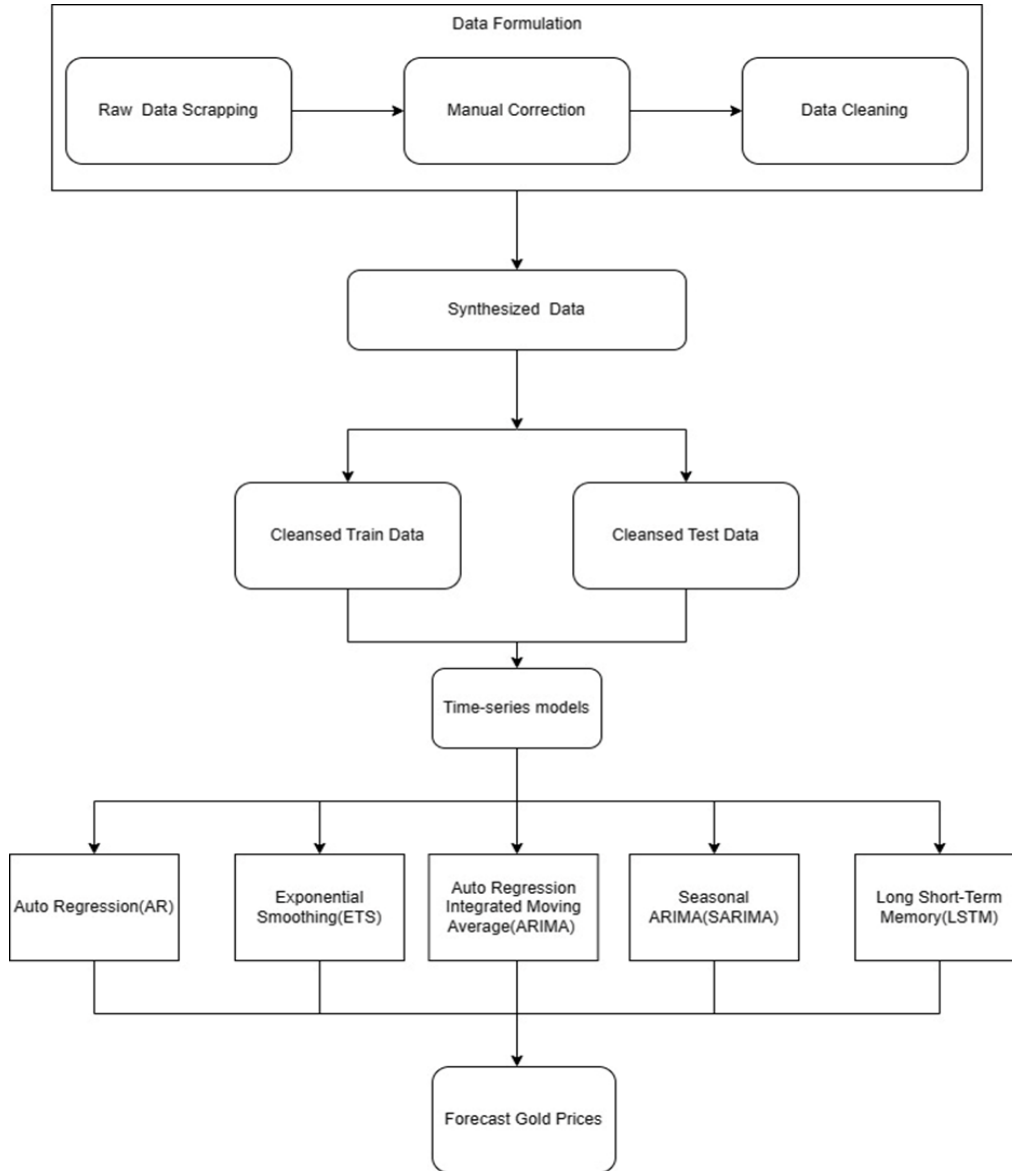 Data Formulation
Raw  Data Scrapping
Manual Correction
Data Cleaning
Synthesized  Data
Cleansed Train Data
Cleansed Test Data
Time-series models
Auto Regression(AR)
Exponential
Smoothing(ETS)
Auto Regression
Integrated Moving
Average(ARIMA)
Seasonal
ARIMA(SARIMA)
Long Short-Term
Memory(LSTM)
Forecast Gold Prices